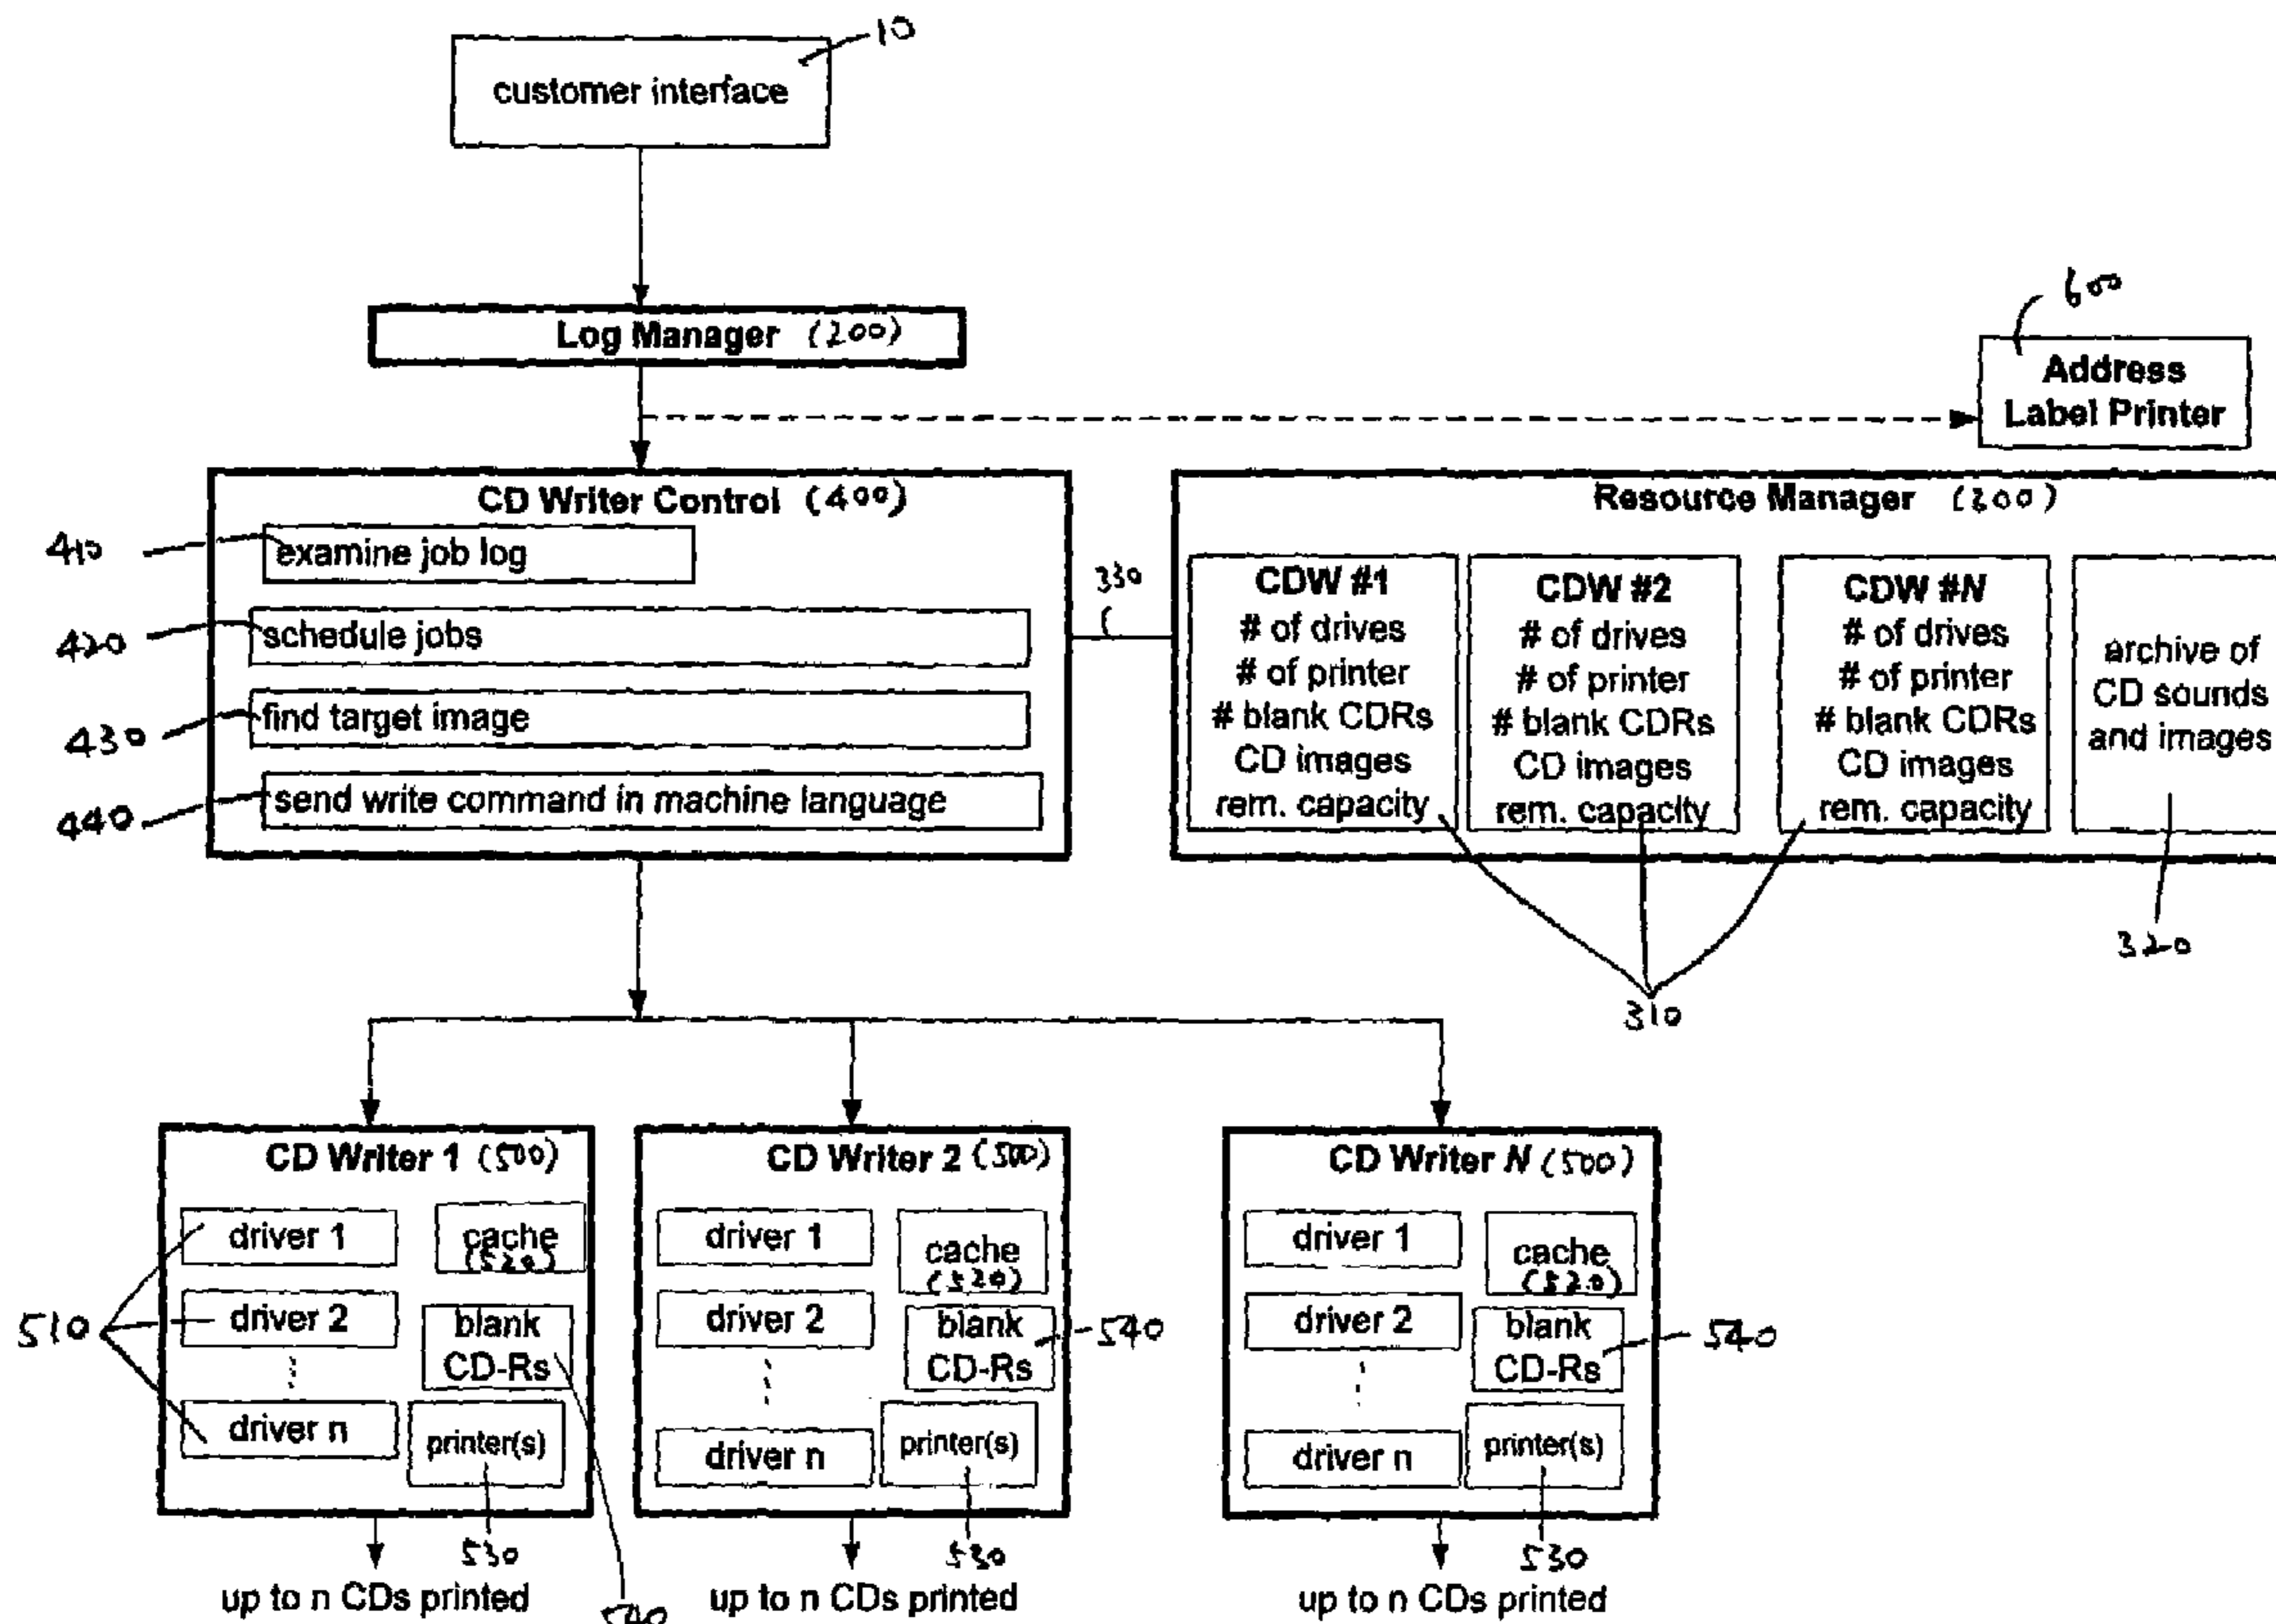 10
customer interface
Log Manager (200)
600
Address
Label Printer
CD Writer Control (400)
410
examine job log
420
schedule jobs
430
find target image
440
send write command in machine language
330
Resource Manager (300)
CDW #1
# of drives
# of printer
# blank CDRs
CD images
rem. capacity
CDW #2
# of drives
# of printer
# blank CDRs
CD images
rem. capacity
CDW #N
# of drives
# of printer
# blank CDRs
CD images
rem. capacity
archive of
CD sounds
and images
310
320
CD Writer 1 (500)
510
driver 1
driver 2
driver n
cache
(520)
blank
CD-Rs
printer(s)
530
up to n CDs printed
540
CD Writer 2 (500)
driver 1
driver 2
driver n
cache
(520)
blank
CD-Rs
540
printer(s)
530
up to n CDs printed
CD Writer N (500)
driver 1
driver 2
driver n
cache
(520)
blank
CD-Rs
540
printer(s)
530
up to n CDs printed